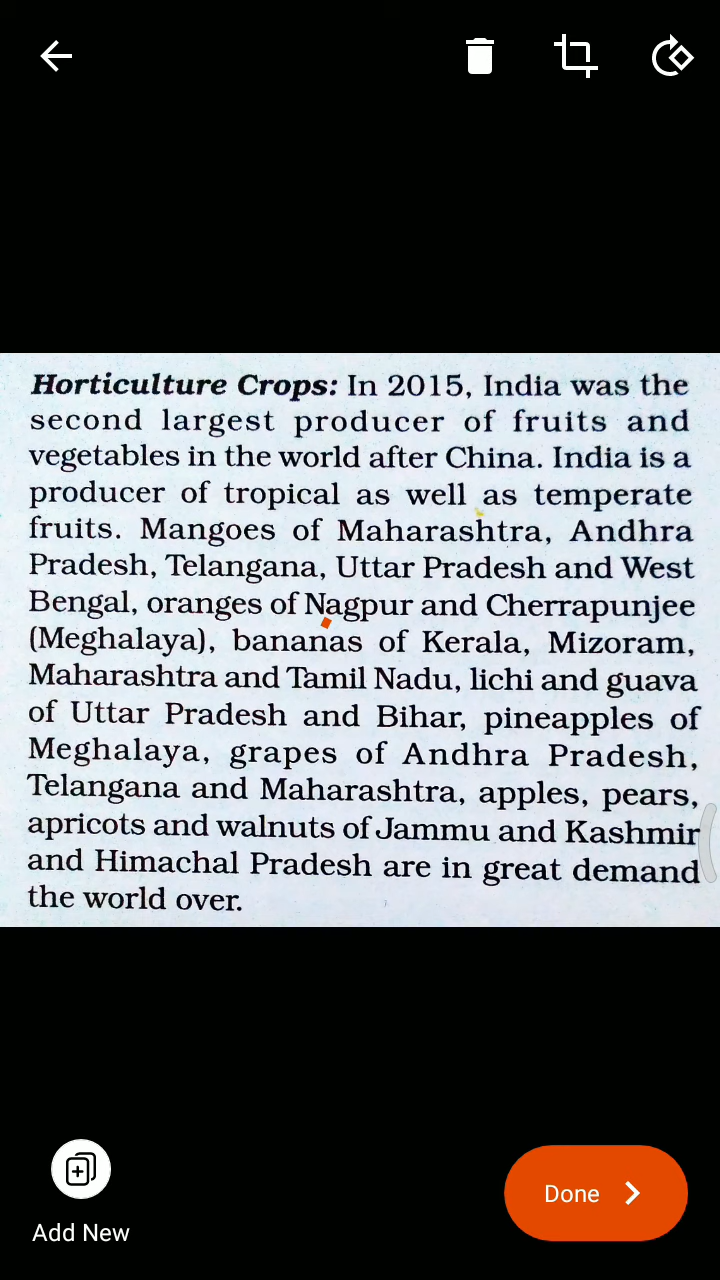 Horticulture Crops: In 2015, India was the
second largest producer of fruits and
vegetables in the world after China. India is a
producer of tropical as well as temperate
fruits. Mangoes of Maharashtra, Andhra
Pradesh, Telangana, Uttar Pradesh and West
Bengal, oranges of Nagpur and Cherrapunjee
(Meghalaya), bananas of Kerala, Mizoram,
Maharashtra and Tamil Nadu, lichi and guava
of Uttar Pradesh and Bihar, pineapples of
Meghalaya, grapes of Andhra Pradesh,
Telangana and Maharashtra, apples, pears,
apricots and walnuts of Jammu and Kashmir
and Himachal Pradesh are in great demand
the world over.
Add New
Done